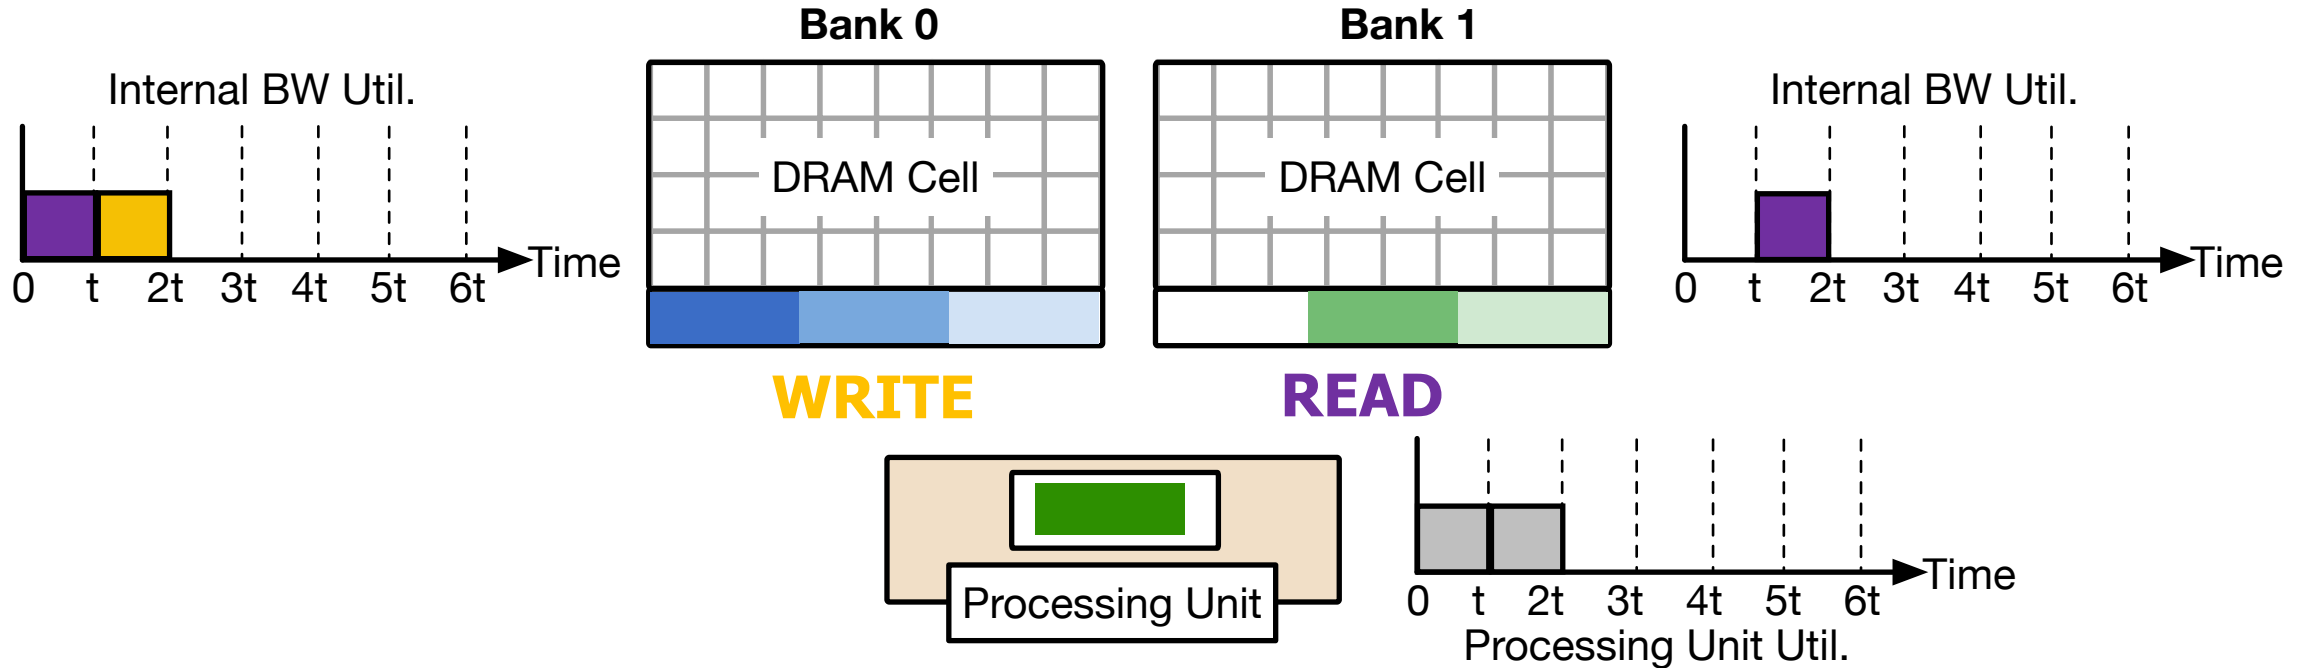 Bank 0
Bank 1
Internal BW Util.
Internal BW Util.
DRAM Cell
DRAM Cell
Time
0 t 2t 3t 4t 5t 6t
Time
0 t 2t 3t 4t 5t 6t
WRITE
READ
Processing Unit
Time
0 t 2t 3t 4t 5t 6t
Processing Unit Util.